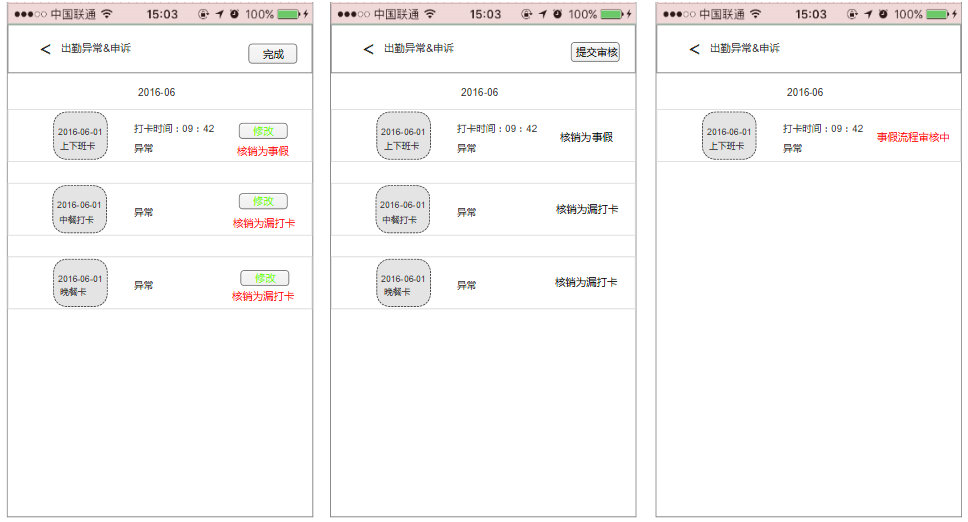 中国联通 15:03 100%
< 出勤异常&申诉
完成
2016-06
2016-06-01
上下班卡
打卡时间：09：42
异常
修改
核销为事假
2016-06-01
中餐打卡
异常
修改
核销为漏打卡
2016-06-01
晚餐卡
异常
修改
核销为漏打卡
中国联通 15:03 100%
< 出勤异常&申诉
提交审核
2016-06
2016-06-01
上下班卡
打卡时间：09：42
异常
核销为事假
2016-06-01
中餐打卡
异常
核销为漏打卡
2016-06-01
晚餐卡
异常
核销为漏打卡
中国联通 15:03 100%
< 出勤异常&申诉
2016-06
2016-06-01
上下班卡
打卡时间：09：42
异常
事假流程审核中